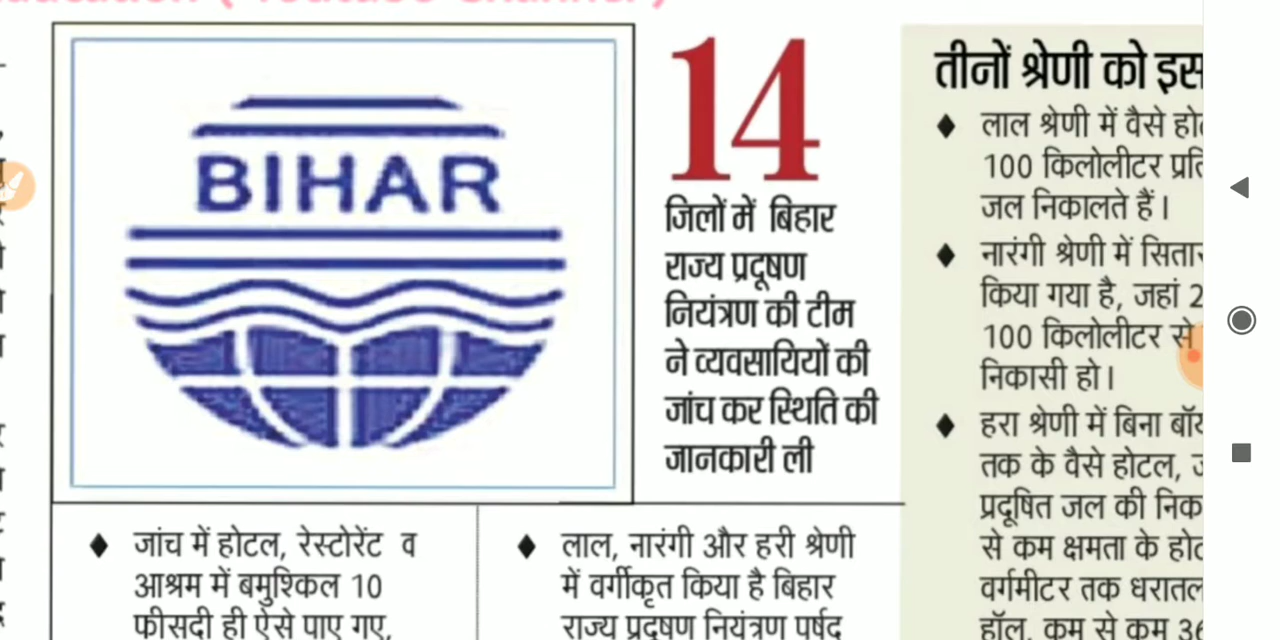 BIHAR
14
जिलों में बिहार
राज्य प्रदूषण
नियंत्रण की टीम
ने व्यवसायियों की
जांच कर स्थिति की
जानकारी ली
जांच में होटल, रेस्टोरेंट व
आश्रम में बमुश्किल 10
फीसदी ही ऐसे पाए गए,
लाल, नारंगी और हरी श्रेणी
में वर्गीकृत किया है बिहार
राज्य प्रदूषण नियंत्रण पर्षद
तीनों श्रेणी को
लाल श्रेणी में वैसे
100 किलोलीटर
जल निकालते हैं।
नारंगी श्रेणी में
किया गया है, जहां
100 किलोलीटर से
निकासी हो।
हरा श्रेणी में बिना
तक के वैसे होटल,
प्रदूषित जल की
से कम क्षमता के
वर्गमीटर तक
हॉल, कम से कम